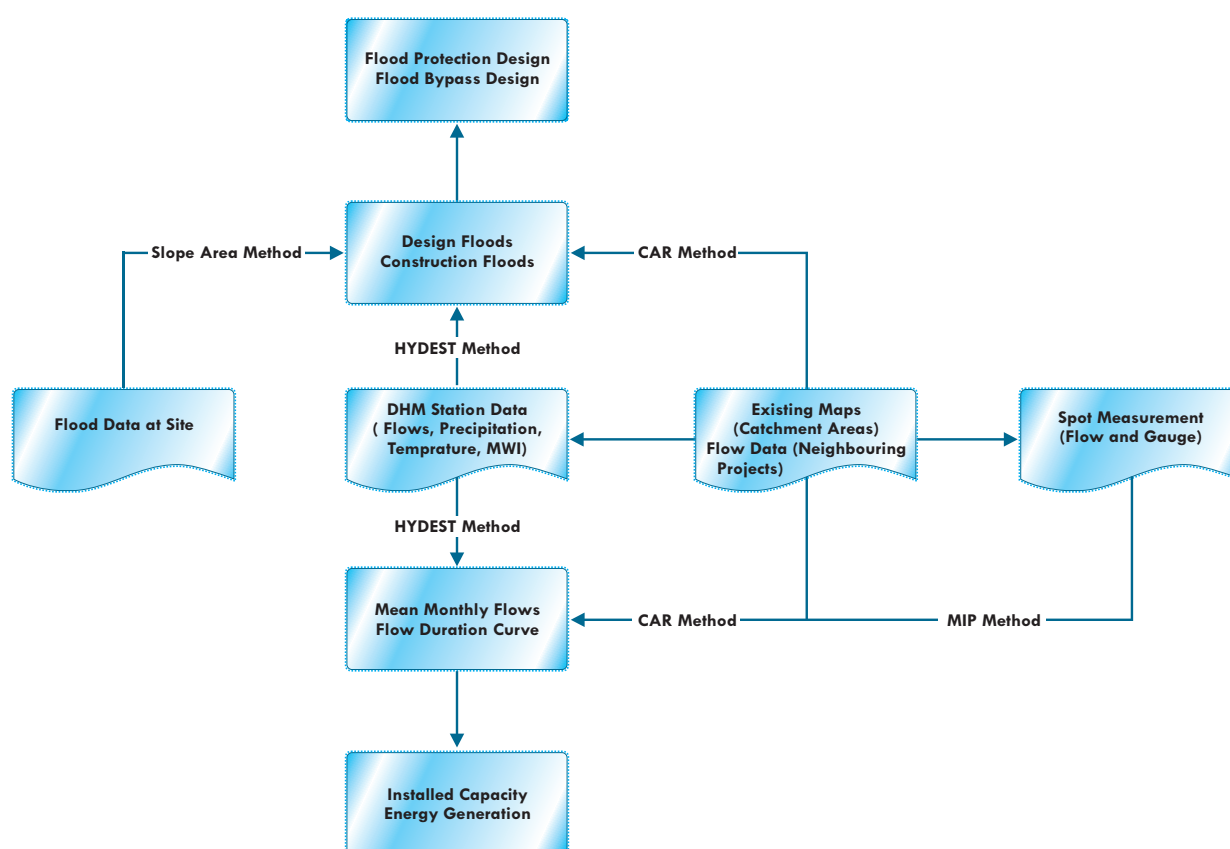 Flood Protection Design
Flood Bypass Design
Design Floods
Construction Floods
Slope Area Method
CAR Method
HYDEST Method
Flood Data at Site
DHM Station Data
( Flows, Precipitation,
Temprature, MWI)
Existing Maps
(Catchment Areas)
Flow Data (Neighbouring
Projects)
Spot Measurement
(Flow and Gauge)
HYDEST Method
Mean Monthly Flows
Flow Duration Curve
CAR Method
MIP Method
Installed Capacity
Energy Generation